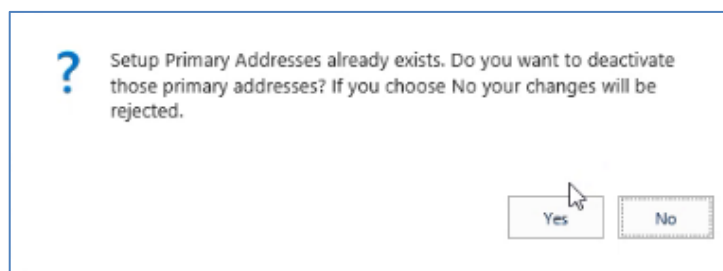 Setup Primary Addresses already exists. Do you want to deactivate
those primary addresses? If you choose No your changes will be
rejected.
Yes No